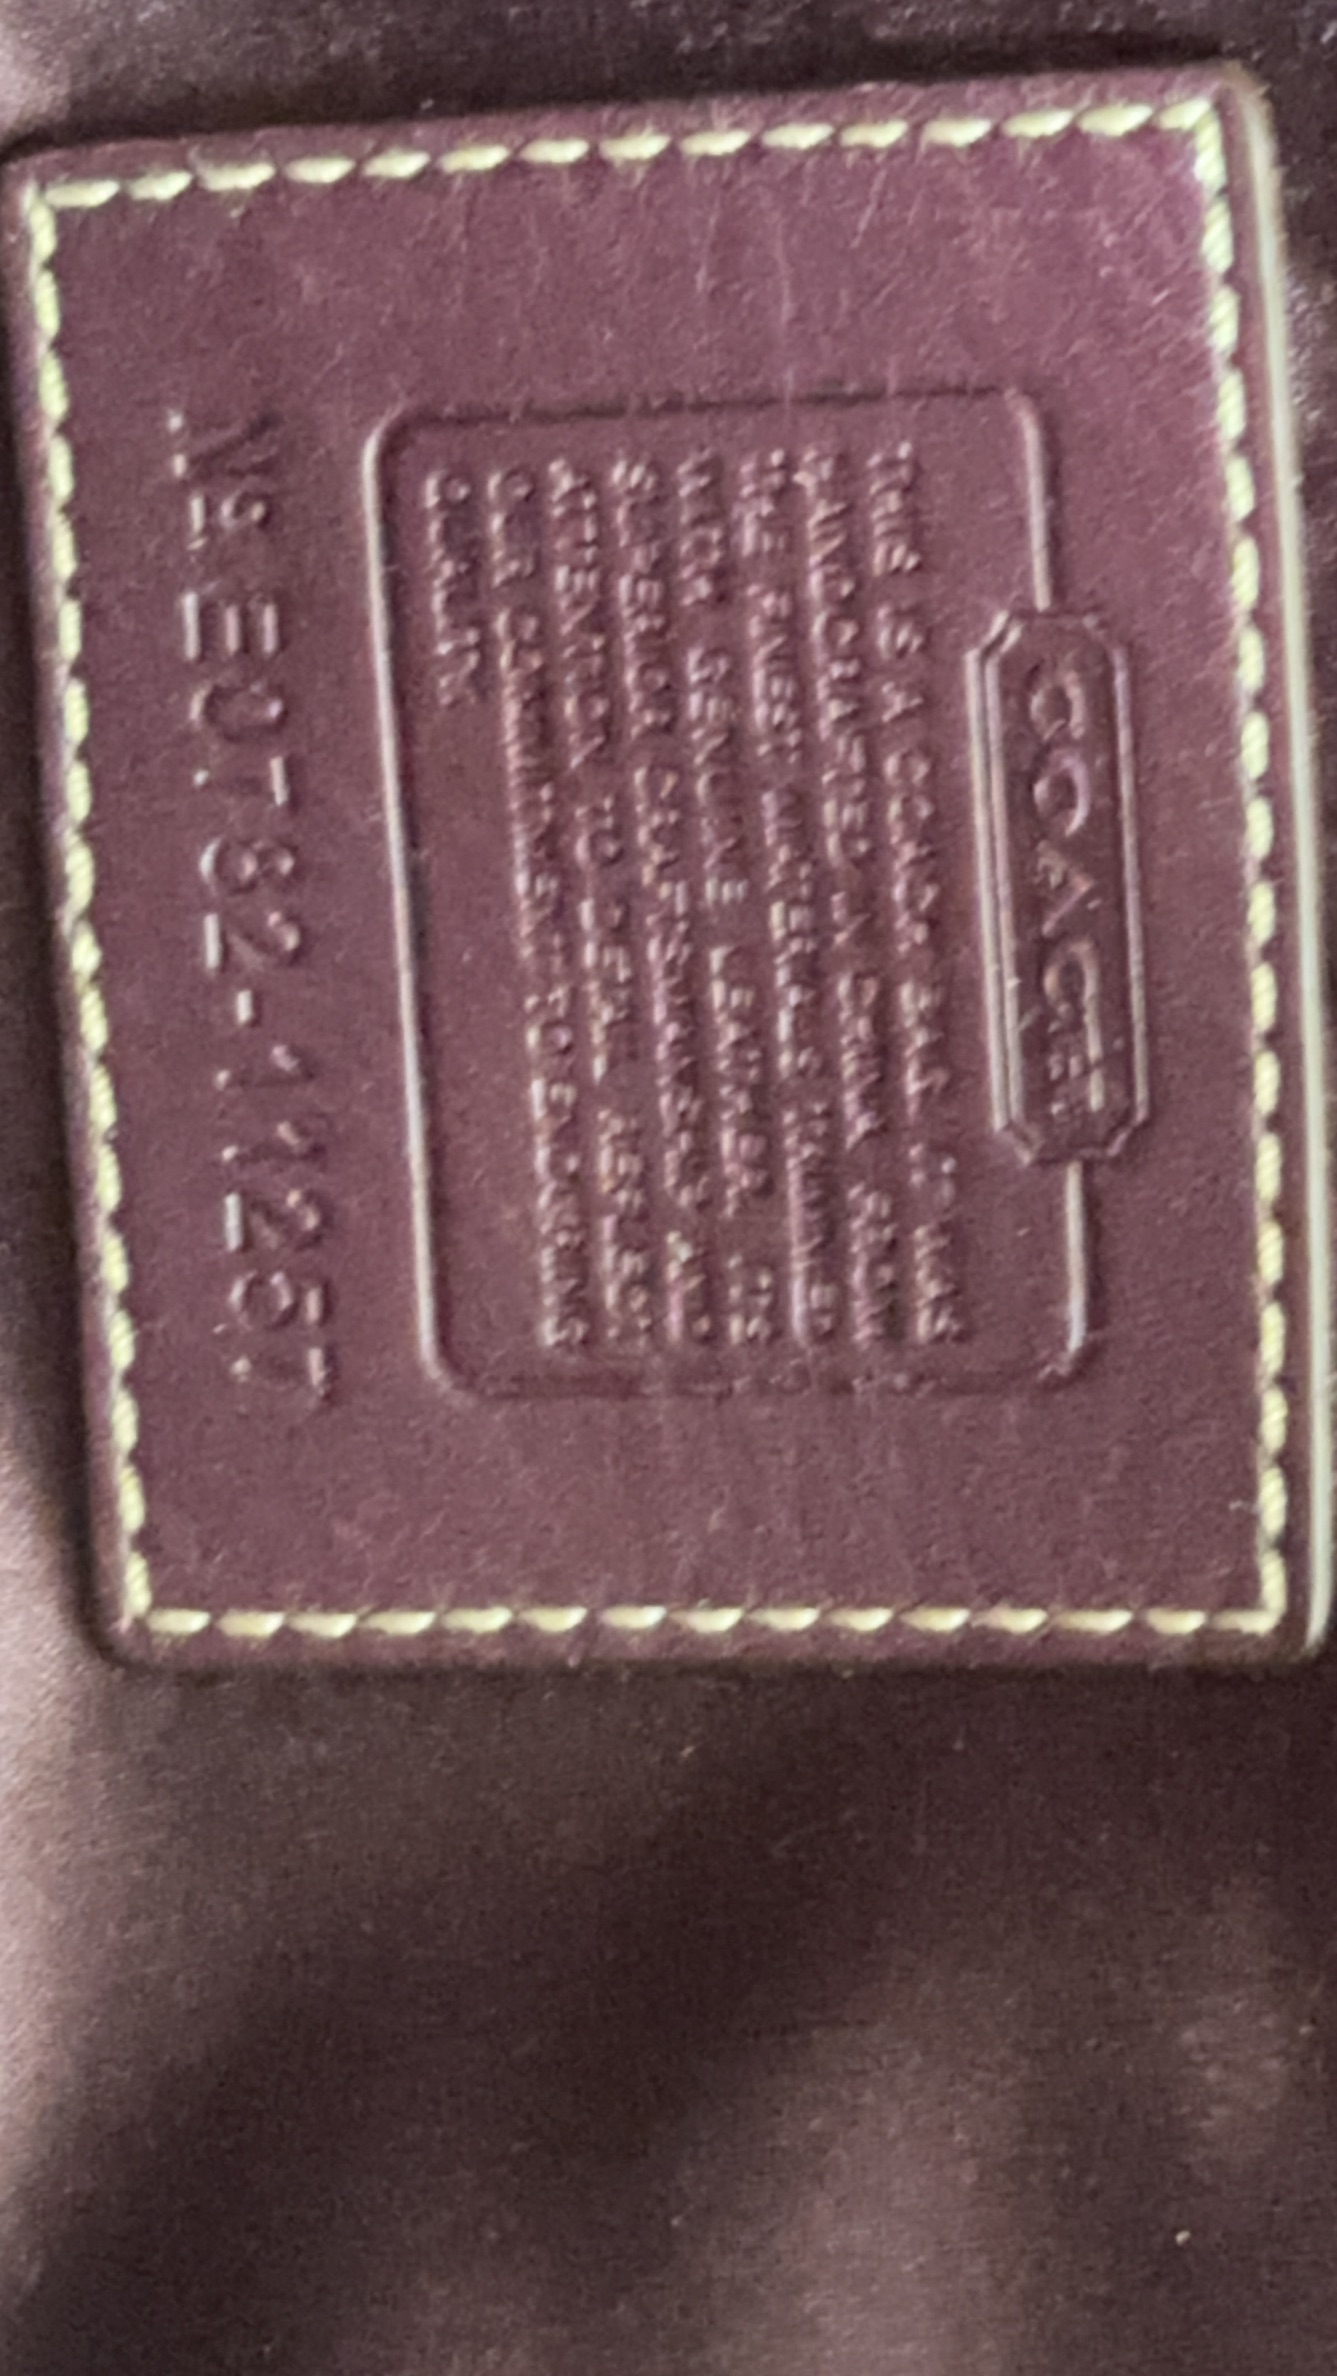 COACH
THIS IS A COACH BAG. IT WAS
HANDCRAFTED IN CHINA FROM
THE FINEST MATERIALS TRIMMED
WITH GENUINE LEATHER. ITS
SUPERIOR CRAFTSMANSHIP AND
ATTENTION TO DETAIL REFLECT
OUR COMMITMENT TO ENDURING
QUALITY.
Nº E0782-11257